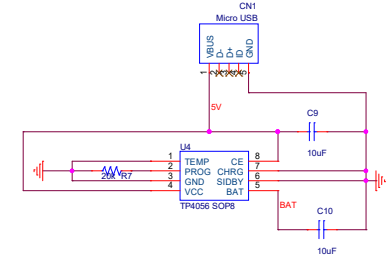 CN1
Micro USB
VBUS
D-
D+
ID
GND
1
5V
C9
10uF
U4
1 TEMP CE 8
2 PROG CHRG 7
3 GND SIDBY 6
4 VCC BAT 5
20k R7
TP4056 SOP8
BAT
C10
10uF